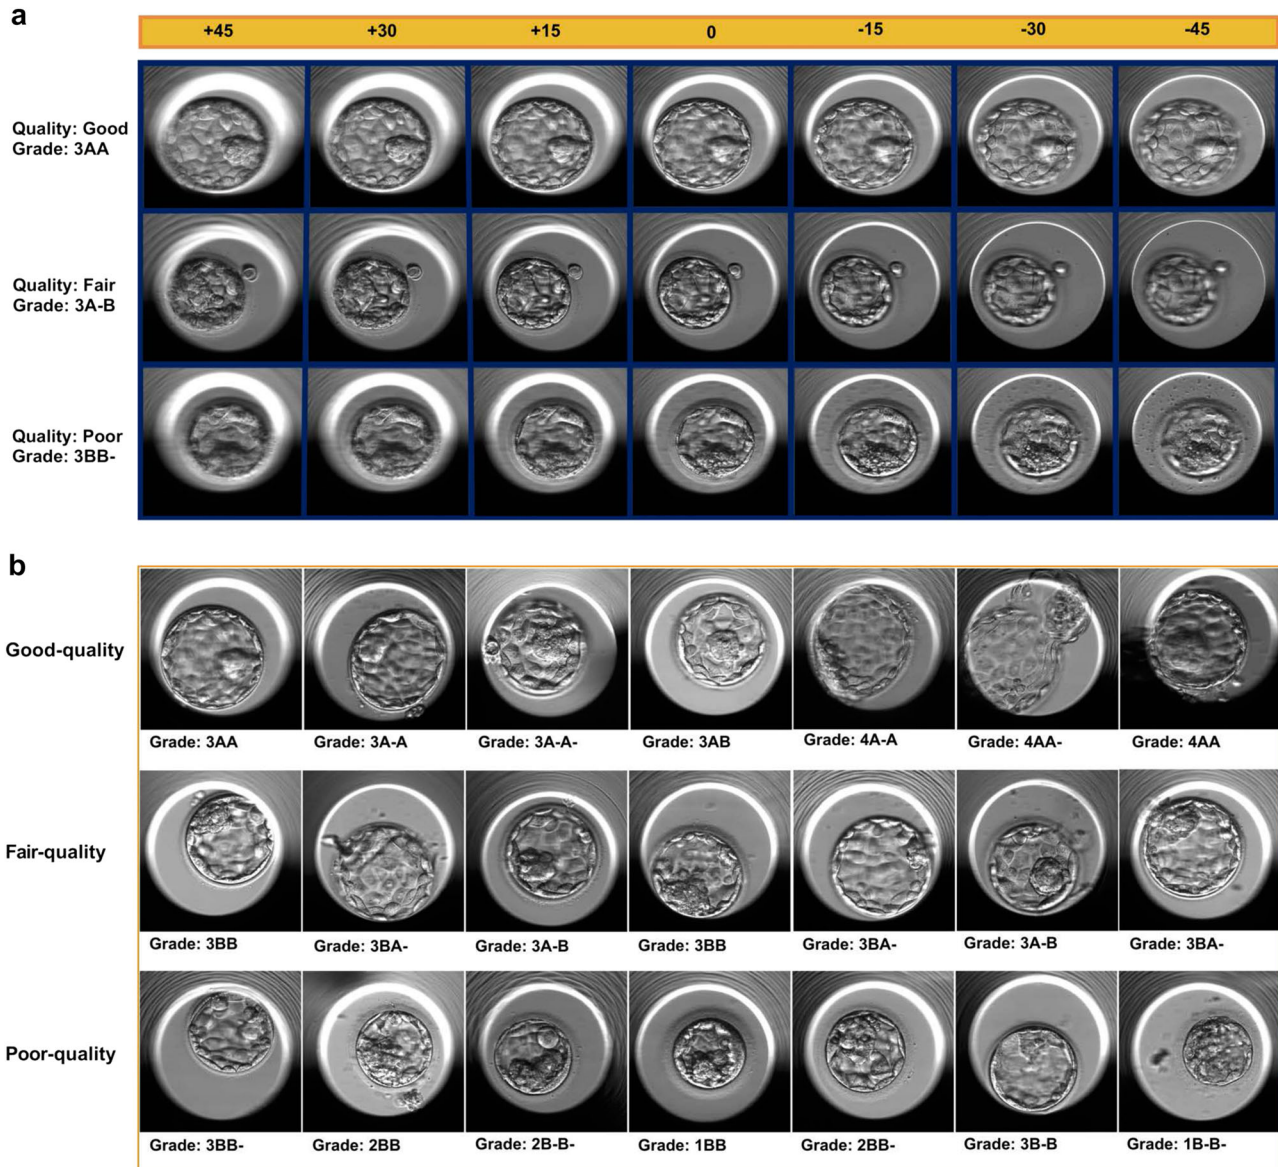 a
+45 +30 +15 0 -15 -30 -45
Quality: Good
Grade: 3AA
Quality: Fair
Grade: 3A-B
Quality: Poor
Grade: 3BB-
b
Good-quality
Grade: 3AA Grade: 3A-A Grade: 3A-A- Grade: 3AB Grade: 4A-A Grade: 4AA- Grade: 4AA
Fair-quality
Grade: 3BB Grade: 3BA- Grade: 3A-B Grade: 3BB Grade: 3BA- Grade: 3A-B Grade: 3BA-
Poor-quality
Grade: 3BB- Grade: 2BB Grade: 2B-B- Grade: 1BB Grade: 2BB- Grade: 3B-B Grade: 1B-B-